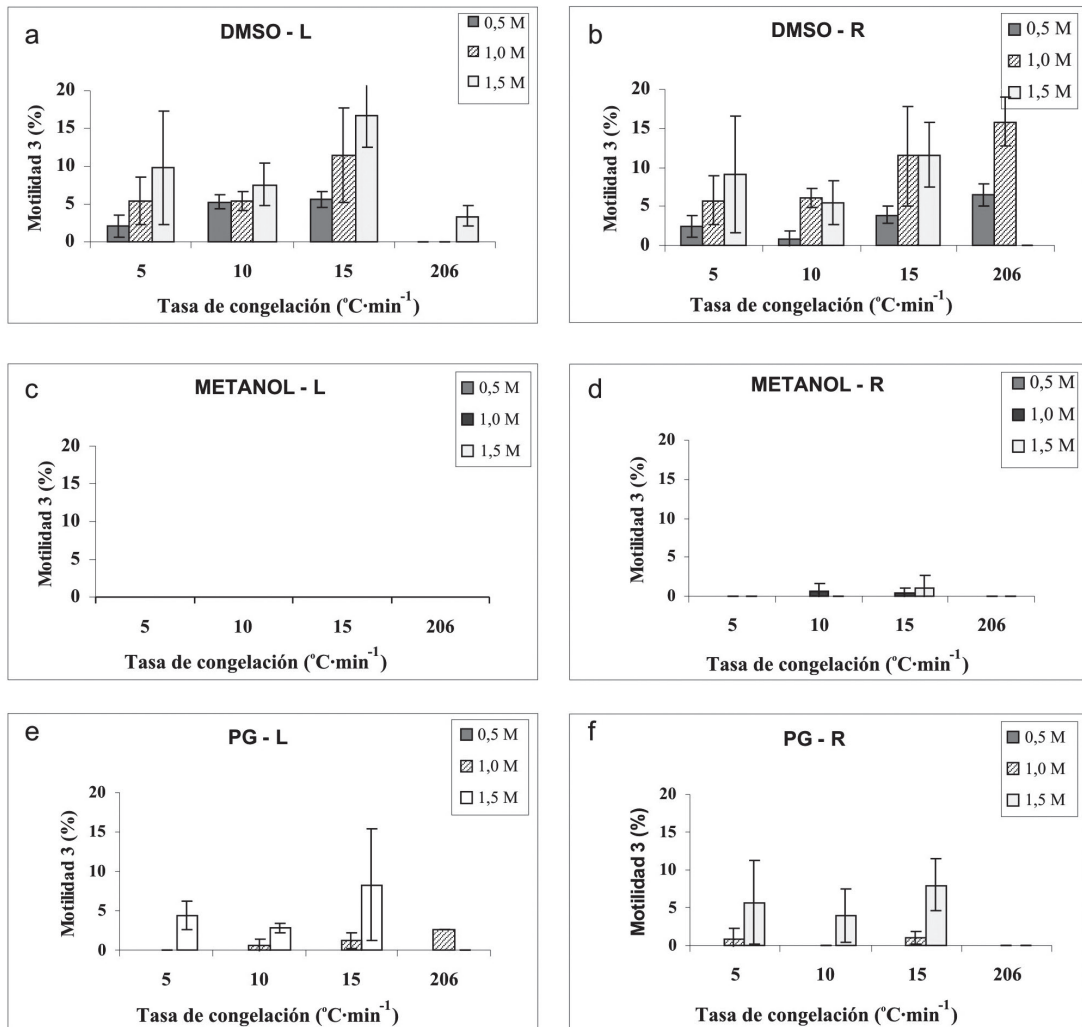 a
DMSO - L
0,5 M
1,0 M
1,5 M
20
15
10
5
0
Motilidad 3 (%)
5 10 15 206
Tasa de congelación (°C·min⁻¹)
b
DMSO - R
0,5 M
1,0 M
1,5 M
20
15
10
5
0
Motilidad 3 (%)
5 10 15 206
Tasa de congelación (°C·min⁻¹)
c
METANOL - L
0,5 M
1,0 M
1,5 M
20
15
10
5
0
Motilidad 3 (%)
5 10 15 206
Tasa de congelación (°C·min⁻¹)
d
METANOL - R
0,5 M
1,0 M
1,5 M
20
15
10
5
0
Motilidad 3 (%)
5 10 15 206
Tasa de congelación (°C·min⁻¹)
e
PG - L
0,5 M
1,0 M
1,5 M
20
15
10
5
0
Motilidad 3 (%)
5 10 15 206
Tasa de congelación (°C·min⁻¹)
f
PG - R
0,5 M
1,0 M
1,5 M
20
15
10
5
0
Motilidad 3 (%)
5 10 15 206
Tasa de congelación (°C·min⁻¹)